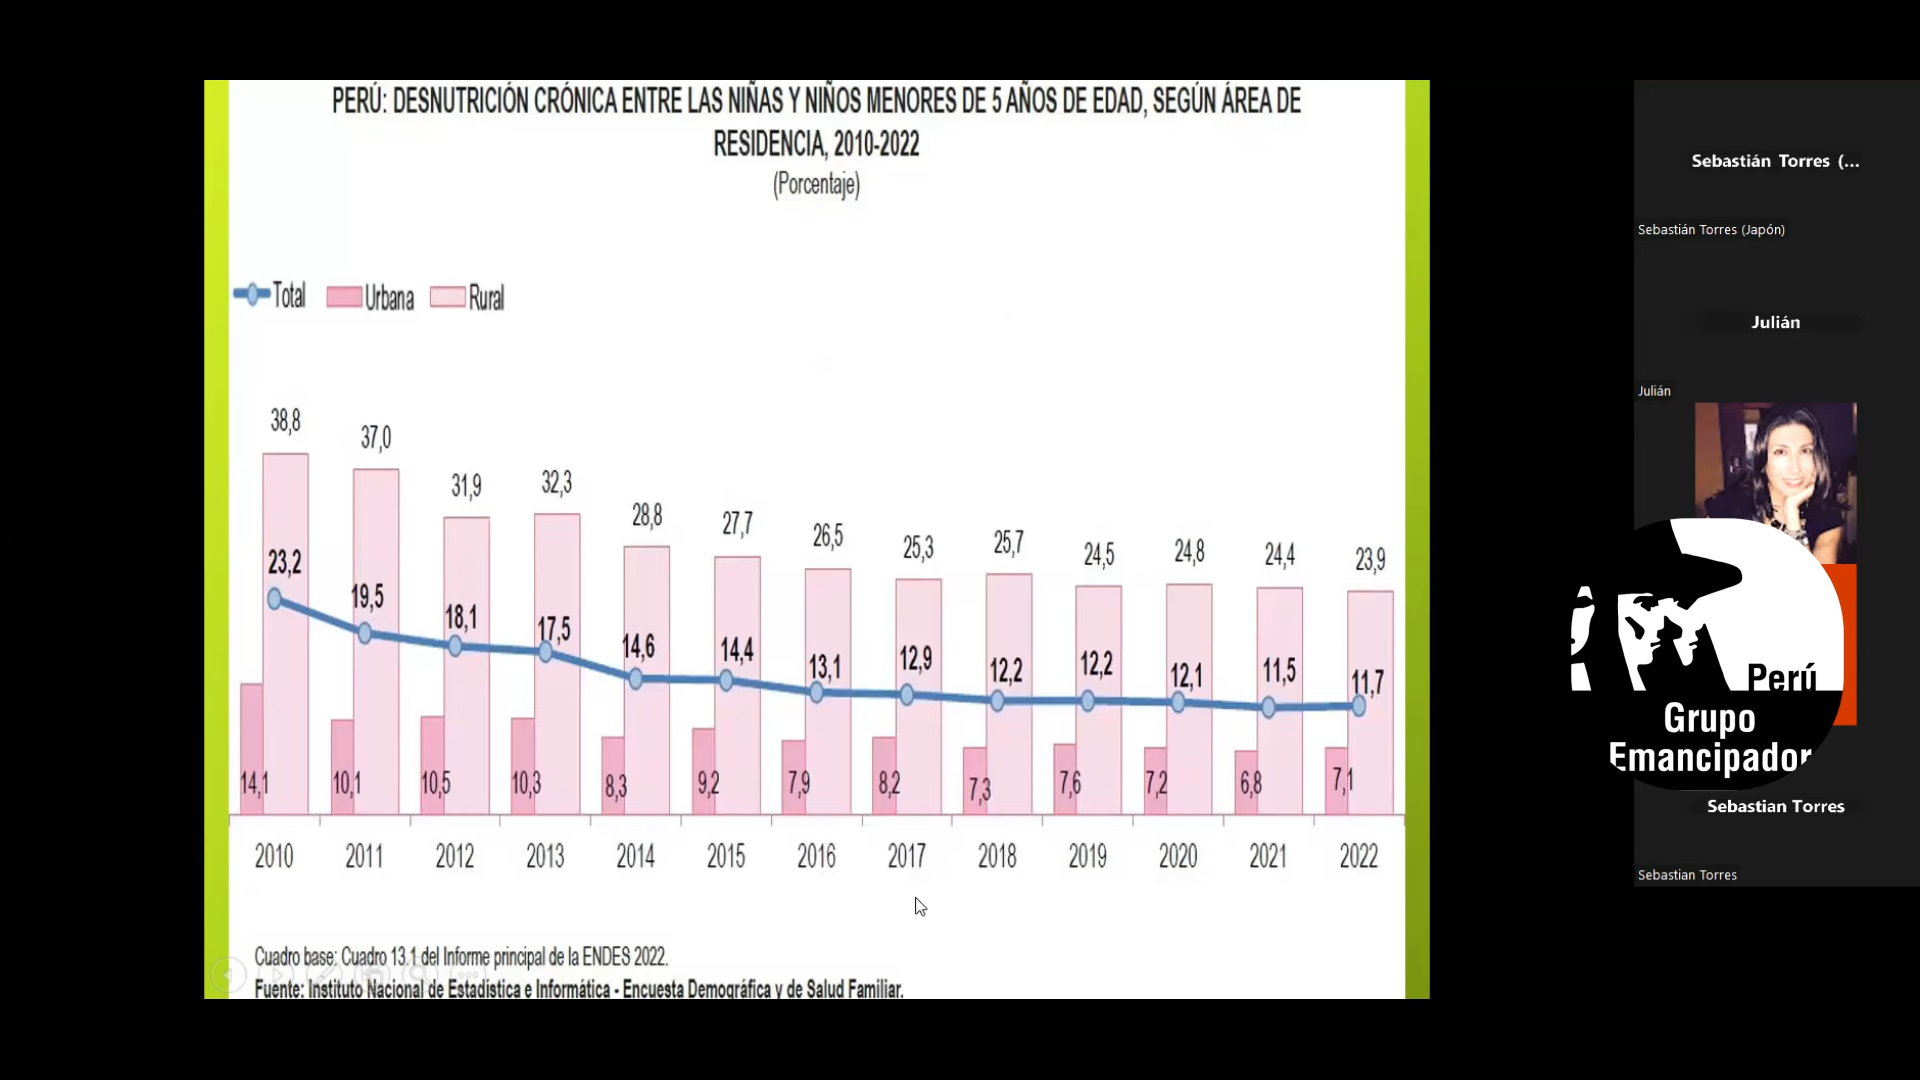 PERÚ: DESNUTRICIÓN CRÓNICA ENTRE LAS NIÑAS Y NIÑOS MENORES DE 5 AÑOS DE EDAD, SEGÚN ÁREA DE
RESIDENCIA, 2010-2022
(Porcentaje)
Total Urbana Rural
38,8 37,0 31,9 32,3 28,8 27,7 26,5 25,3 25,7 24,5 24,8 24,4 23,9
23,2 19,5 18,1 17,5 14,6 14,4 13,1 12,9 12,2 12,2 12,1 11,5 11,7
14,1 10,1 10,5 10,3 8,3 9,2 7,9 8,2 7,3 7,6 7,2 6,8 7,1
2010 2011 2012 2013 2014 2015 2016 2017 2018 2019 2020 2021 2022
Cuadro base: Cuadro 13.1 del Informe principal de la ENDES 2022.
Fuente: Instituto Nacional de Estadística e Informática - Encuesta Demográfica y de Salud Familiar.
Sebastián Torres (...
Sebastián Torres (Japón)
Julián
Julián
Perú
Grupo
Emancipador
Sebastian Torres
Sebastian Torres